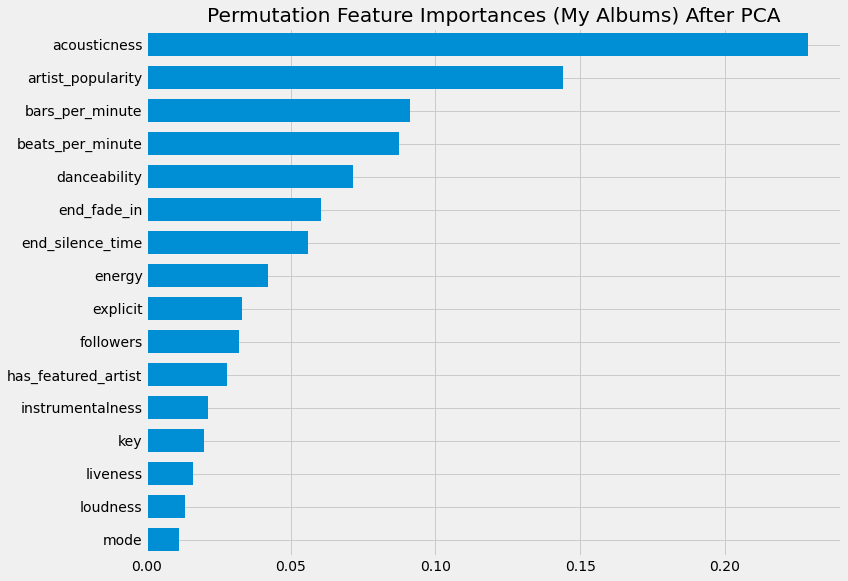 Permutation Feature Importances (My Albums) After PCA
acousticness
artist_popularity
bars_per_minute
beats_per_minute
danceability
end_fade_in
end_silence_time
energy
explicit
followers
has_featured_artist
instrumentalness
key
liveness
loudness
mode
0.00 0.05 0.10 0.15 0.20